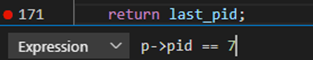 171 return last_pid;
Expression p->pid == 7